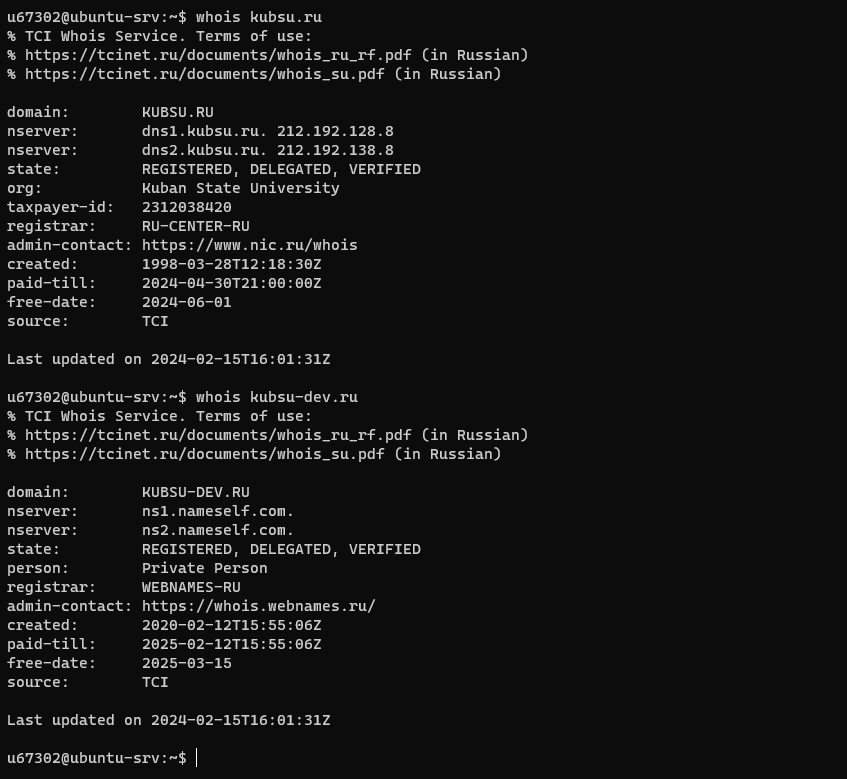 u67302@ubuntu-srv:~$ whois kubsu.ru
% TCI Whois Service. Terms of use:
% https://tcinet.ru/documents/whois_ru_rf.pdf (in Russian)
% https://tcinet.ru/documents/whois_su.pdf (in Russian)

domain:        KUBSU.RU
nserver:       dns1.kubsu.ru. 212.192.128.8
nserver:       dns2.kubsu.ru. 212.192.138.8
state:         REGISTERED, DELEGATED, VERIFIED
org:           Kuban State University
taxpayer-id:   2312038420
registrar:     RU-CENTER-RU
admin-contact: https://www.nic.ru/whois
created:       1998-03-28T12:18:30Z
paid-till:     2024-04-30T21:00:00Z
free-date:     2024-06-01
source:        TCI

Last updated on 2024-02-15T16:01:31Z

u67302@ubuntu-srv:~$ whois kubsu-dev.ru
% TCI Whois Service. Terms of use:
% https://tcinet.ru/documents/whois_ru_rf.pdf (in Russian)
% https://tcinet.ru/documents/whois_su.pdf (in Russian)

domain:        KUBSU-DEV.RU
nserver:       ns1.nameself.com.
nserver:       ns2.nameself.com.
state:         REGISTERED, DELEGATED, VERIFIED
person:        Private Person
registrar:     WEBNAMES-RU
admin-contact: https://whois.webnames.ru/
created:       2020-02-12T15:55:06Z
paid-till:     2025-02-12T15:55:06Z
free-date:     2025-03-15
source:        TCI

Last updated on 2024-02-15T16:01:31Z

u67302@ubuntu-srv:~$